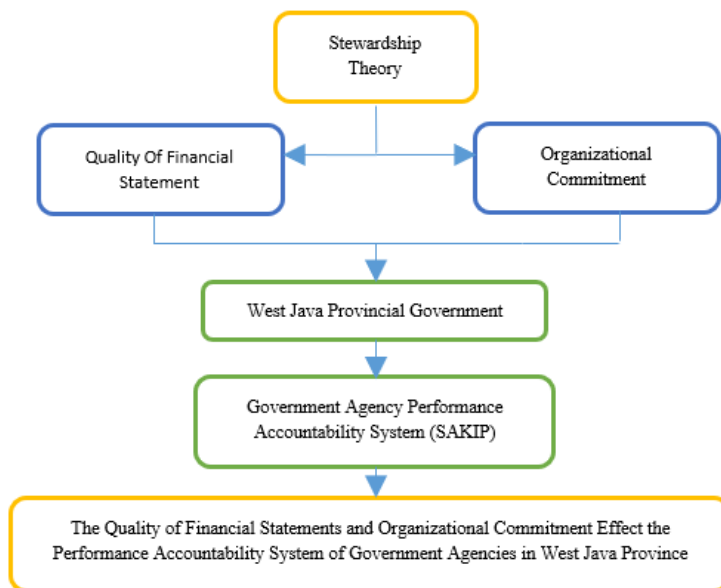 Stewardship
Theory
Quality Of Financial
Statement
Organizational
Commitment
West Java Provincial Government
Government Agency Performance
Accountability System (SAKIP)
The Quality of Financial Statements and Organizational Commitment Effect the
Performance Accountability System of Government Agencies in West Java Province